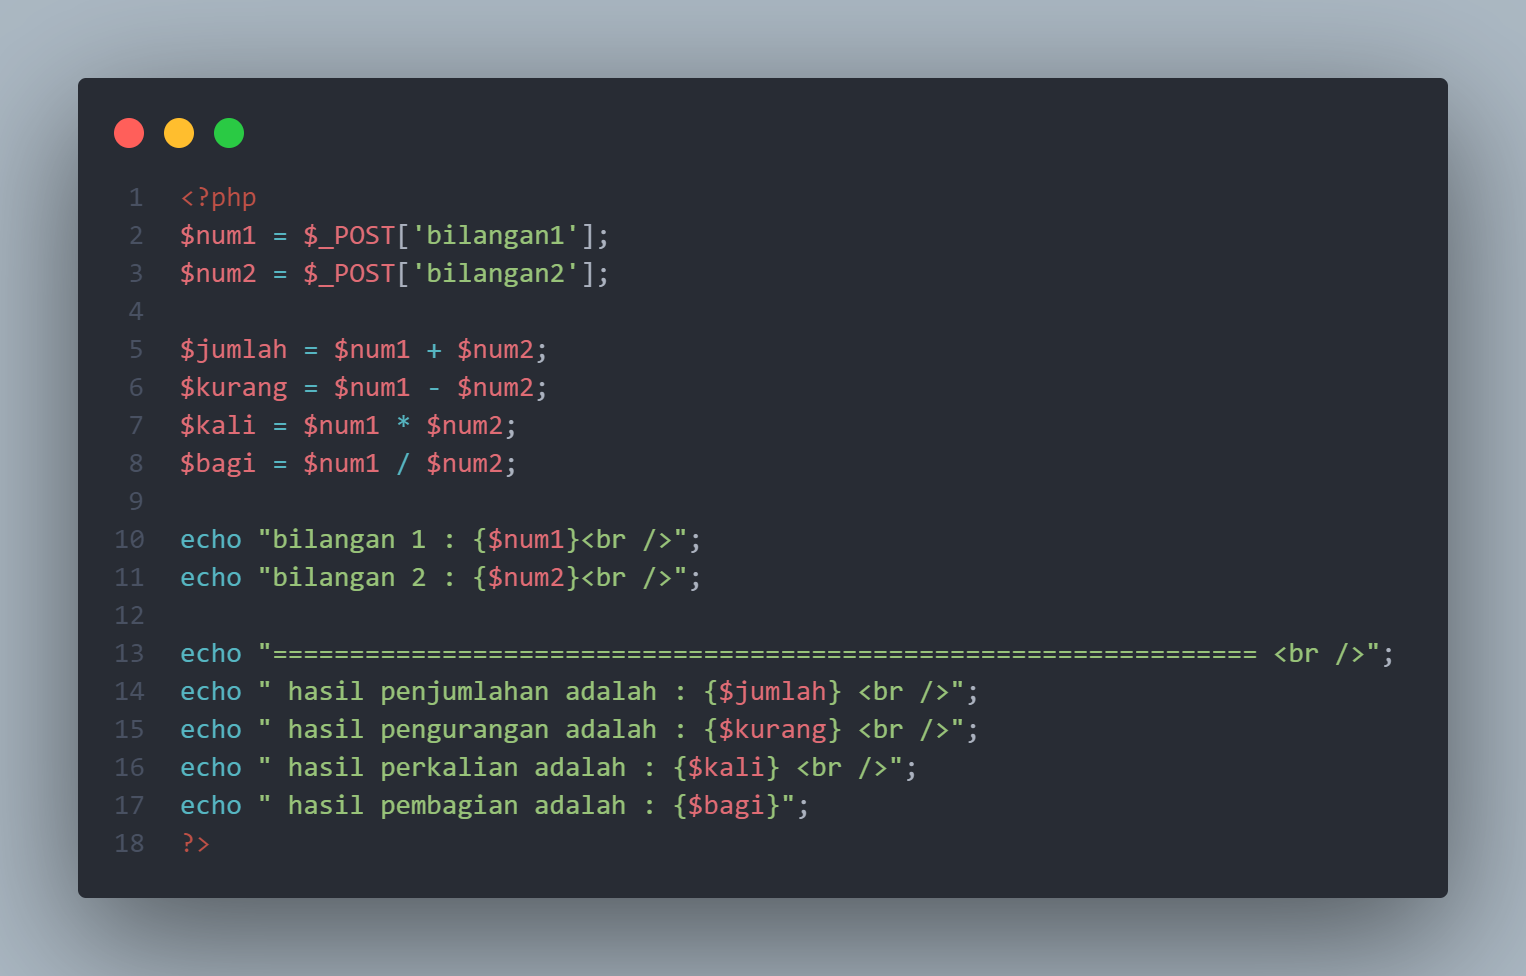 1 <?php
2 $num1 = $_POST['bilangan1'];
3 $num2 = $_POST['bilangan2'];
4
5 $jumlah = $num1 + $num2;
6 $kurang = $num1 - $num2;
7 $kali = $num1 * $num2;
8 $bagi = $num1 / $num2;
9
10 echo "bilangan 1 : {$num1}<br />";
11 echo "bilangan 2 : {$num2}<br />";
12
13 echo "================================================================ <br />";
14 echo " hasil penjumlahan adalah : {$jumlah} <br />";
15 echo " hasil pengurangan adalah : {$kurang} <br />";
16 echo " hasil perkalian adalah : {$kali} <br />";
17 echo " hasil pembagian adalah : {$bagi}";
18 ?>